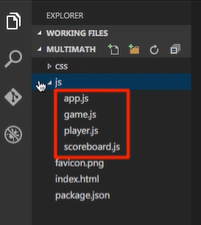 EXPLORER
WORKING FILES
MULTIMATH
css
js
app.js
game.js
player.js
scoreboard.js
favicon.png
index.html
package.json